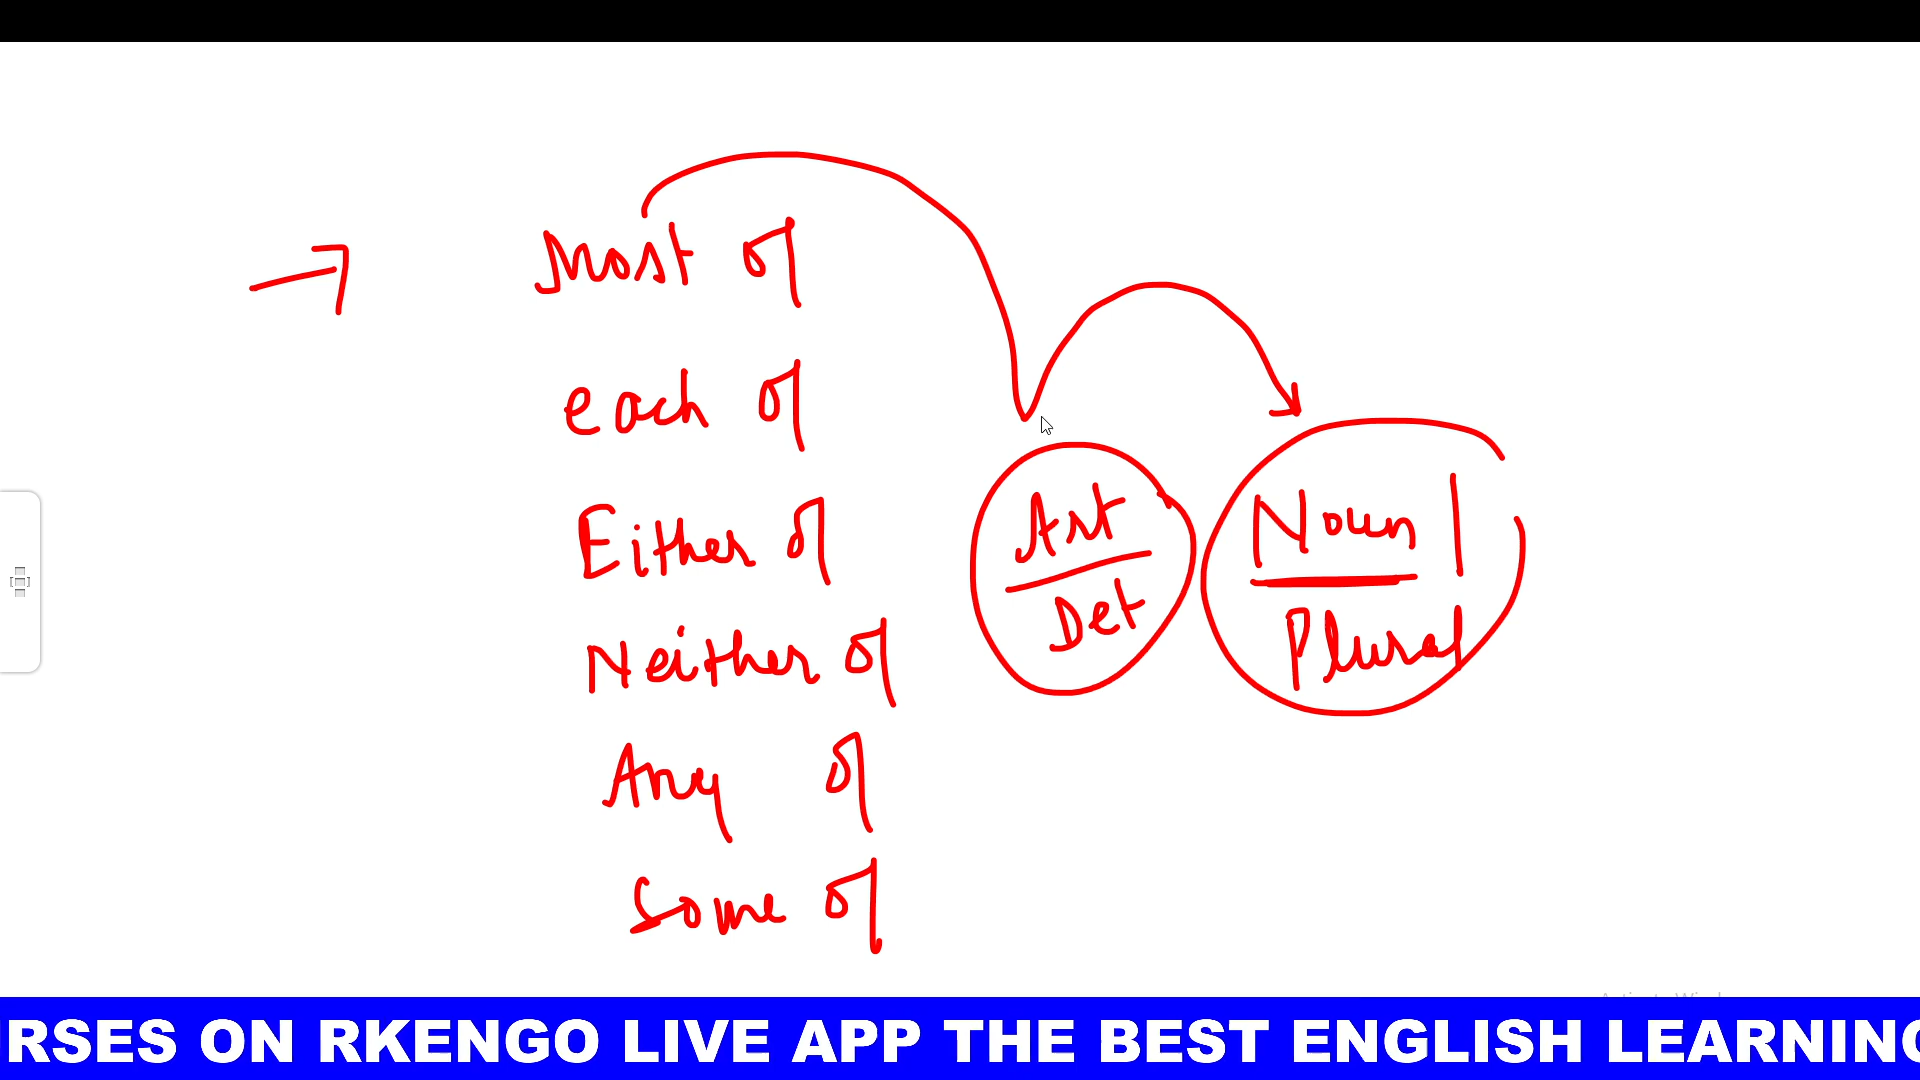 Most of
each of
Either of
Art
Noun
Det
Plural
Neither of
Any of
Some of
URSES ON RKENGO LIVE APP THE BEST ENGLISH LEARNING